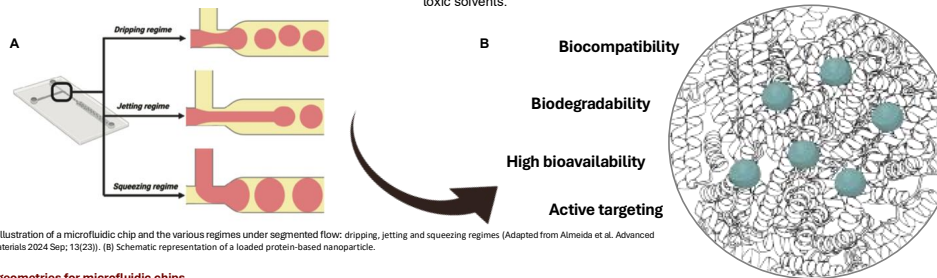 toxic solvents.
A
Dripping regime
Jetting regime
Squeezing regime
B
Biocompatibility
Biodegradability
High bioavailability
Active targeting
llustration of a microfluidic chip and the various regimes under segmented flow: dripping, jetting and squeezing regimes (Adapted from Almeida et al. Advanced
aterials 2024 Sep; 13(23)). (B) Schematic representation of a loaded protein-based nanoparticle.
geometries for microfluidic chips